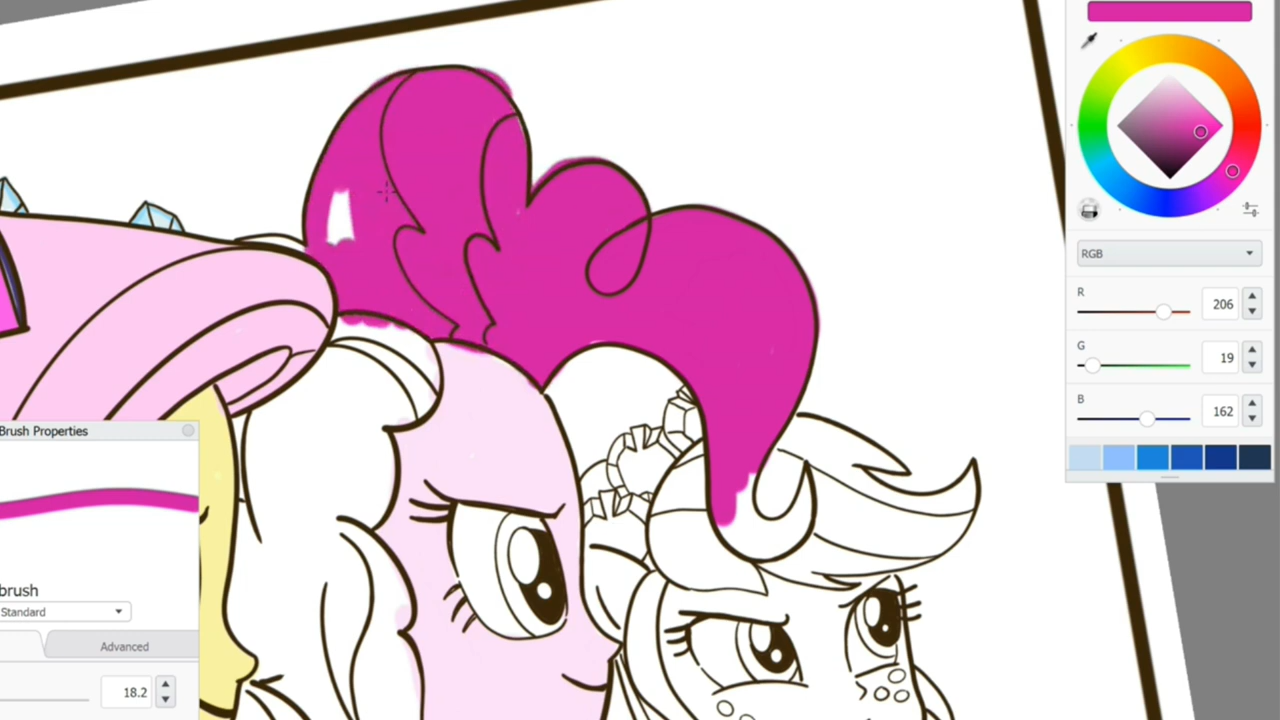 RGB
R
206
G
19
B
162
Brush Properties
brush
Standard
Advanced
18.2